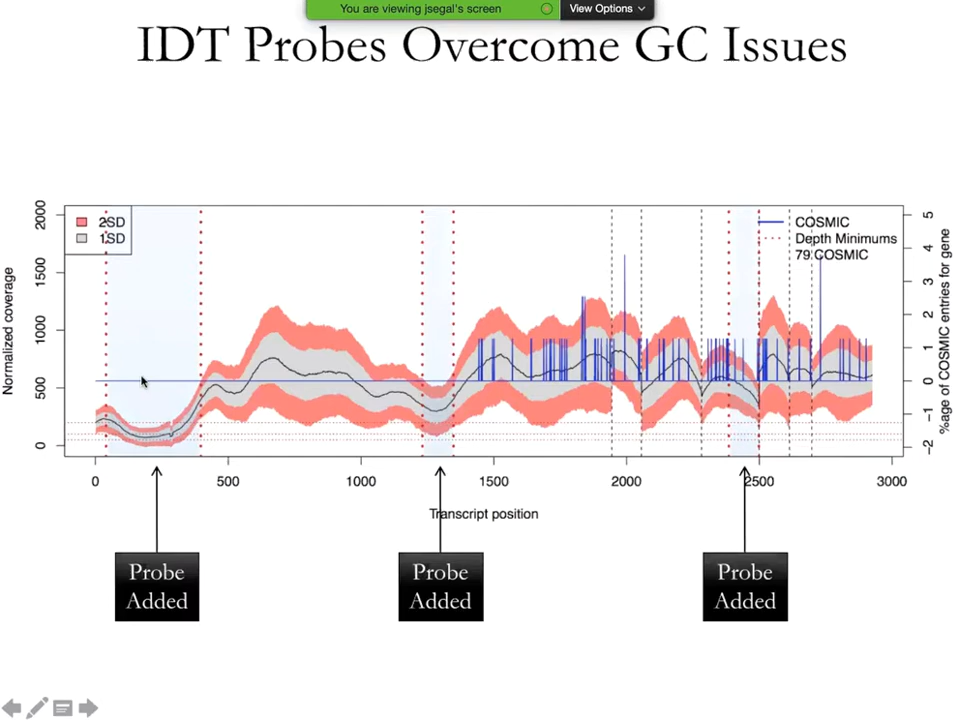 You are viewing jsegal's screen
View Options
IDT Probes Overcome GC Issues
2SD
1SD
COSMIC
Depth Minimums
79 COSMIC
Normalized coverage
2000
1500
1000
500
0
5
4
3
2
1
0
−1
−2
%age of COSMIC entries for gene
0
500
1000
1500
2000
2500
3000
Transcript position
Probe
Added
Probe
Added
Probe
Added